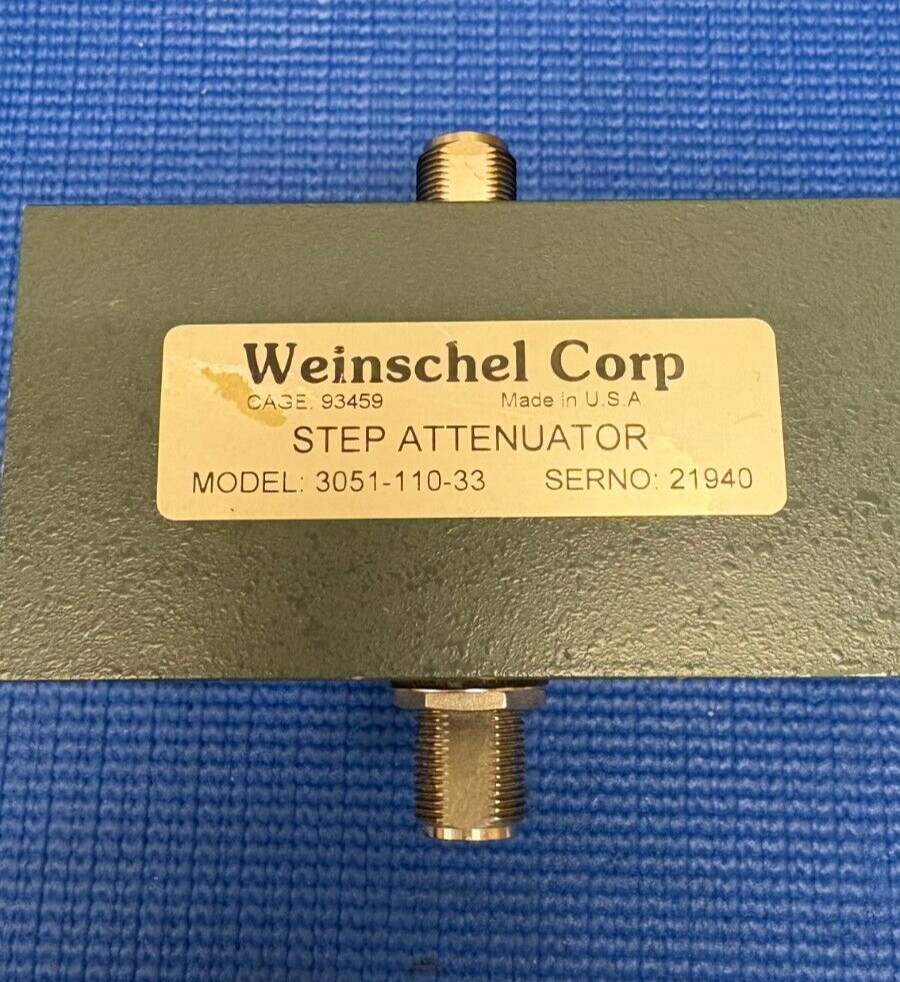 Weinschel Corp
CAGE: 93459 Made in U.S.A
STEP ATTENUATOR
MODEL: 3051-110-33 SERNO: 21940